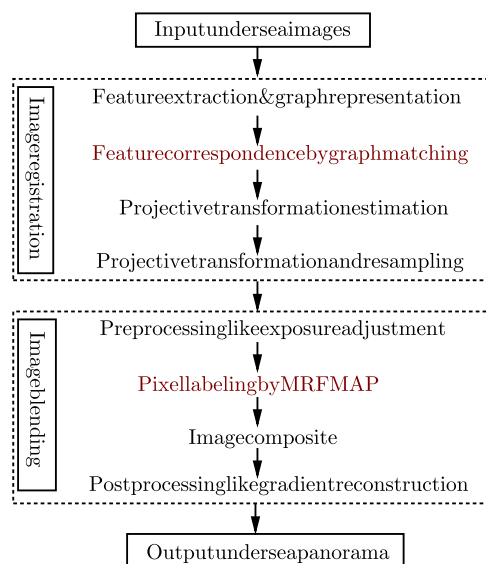 Inputunderseaimages
Imageregistration
Featureextraction&graphrepresentation
Featurecorrespondencebygraphmatching
Projectivetransformationestimation
Projectivetransformationandresampling
Imageblending
Preprocessinglikeexposureadjustment
PixellabelingbyMRFMAP
Imagecomposite
Postprocessinglikegradientreconstruction
Outputunderseapanorama